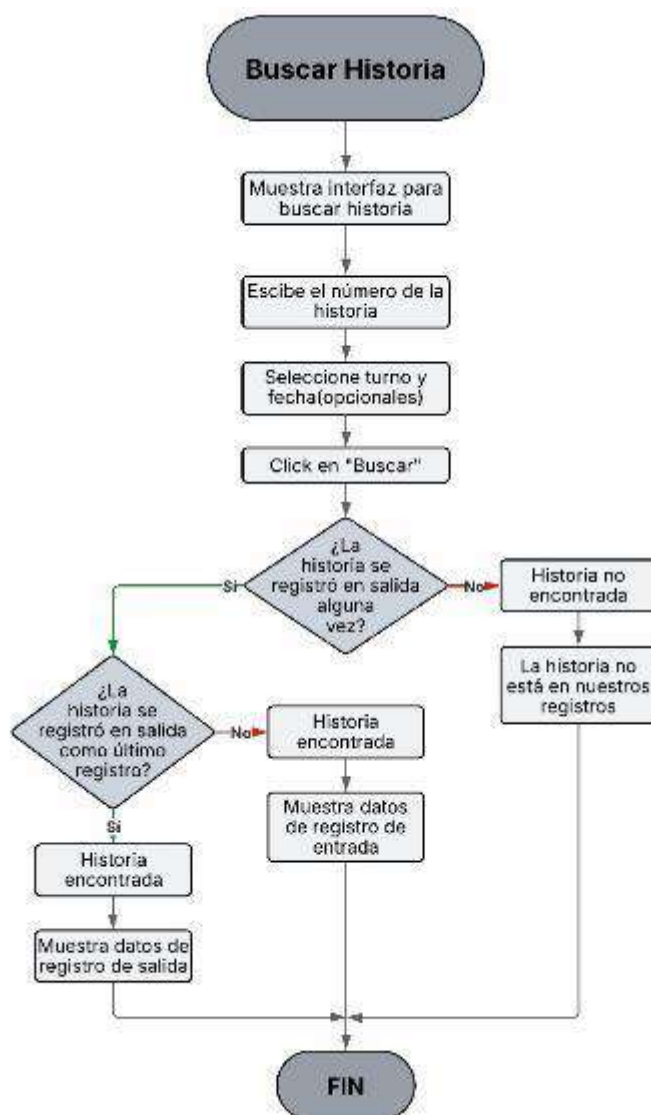 Buscar Historia
Muestra interfaz para
buscar historia
Escibe el número de la
historia
Seleccione turno y
fecha(opcionales)
Click en "Buscar"
¿La
historia se
registró en salida
alguna
vez?
Si
No
Historia no
encontrada
La historia no
está en nuestros
registros
¿La
historia se
registró en salida
como último
registro?
No
Historia
encontrada
Muestra datos
de registro de
entrada
Si
Historia
encontrada
Muestra datos de
registro de salida
FIN